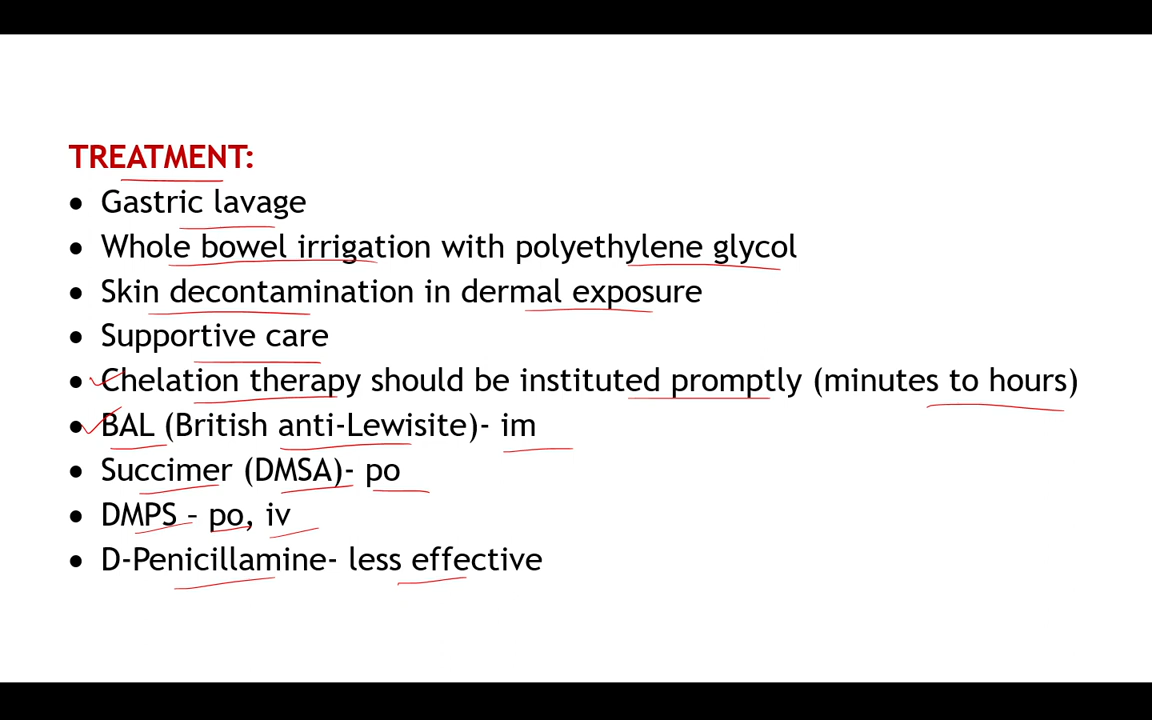 TREATMENT:
• Gastric lavage
• Whole bowel irrigation with polyethylene glycol
• Skin decontamination in dermal exposure
• Supportive care
• Chelation therapy should be instituted promptly (minutes to hours)
• BAL (British anti-Lewisite)- im
• Succimer (DMSA)- po
• DMPS – po, iv
• D-Penicillamine- less effective